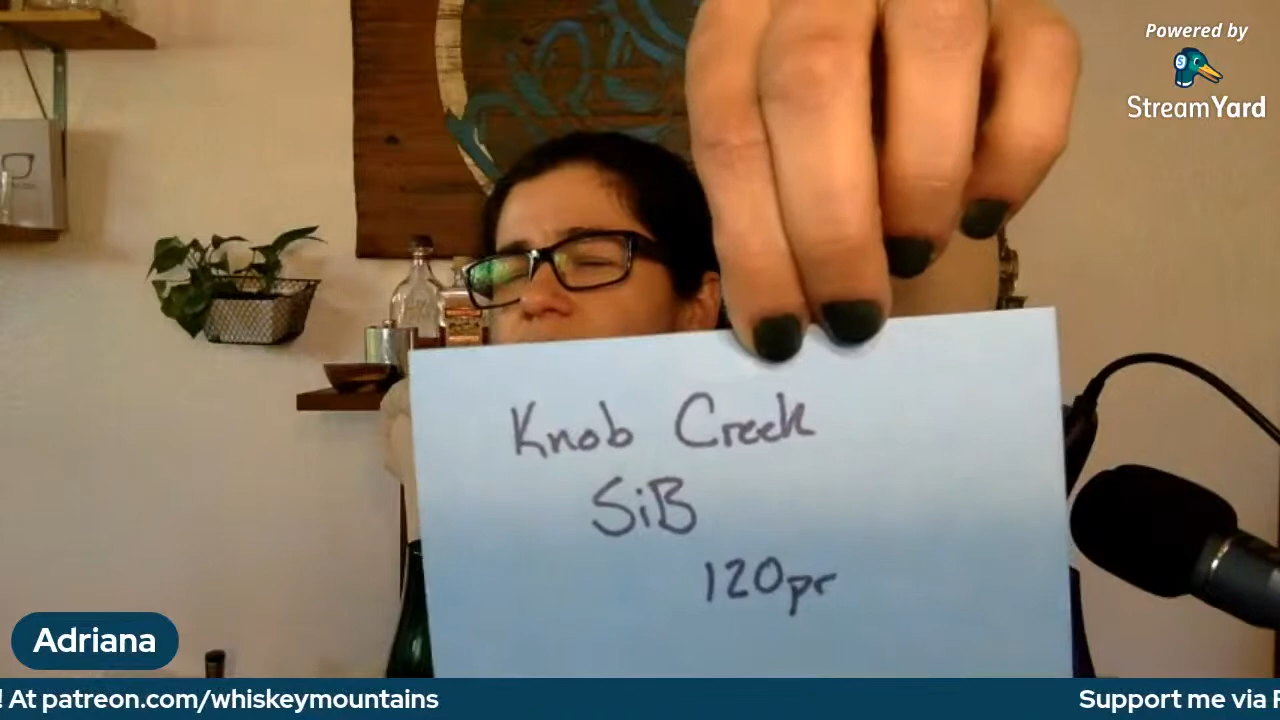 Powered by
StreamYard
Knob Creek
SiB
120pr
Adriana
! At patreon.com/whiskeymountains
Support me via